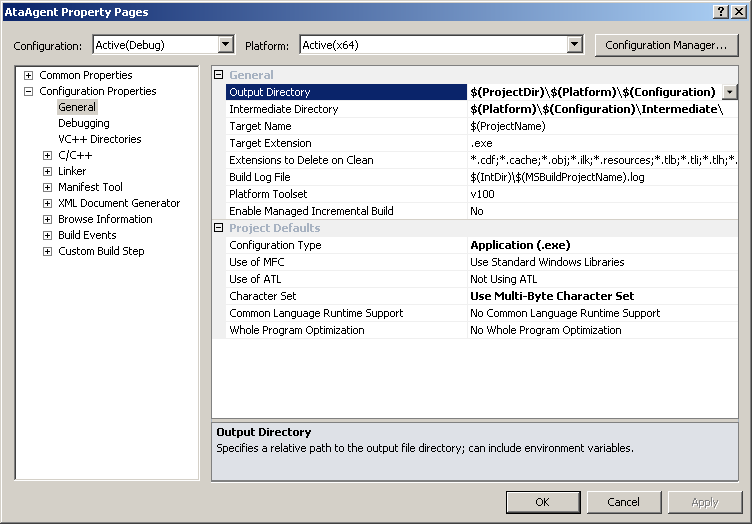 AtaAgent Property Pages
Configuration: Active(Debug) Platform: Active(x64) Configuration Manager...
Common Properties
Configuration Properties
General
Debugging
VC++ Directories
C/C++
Linker
Manifest Tool
XML Document Generator
Browse Information
Build Events
Custom Build Step
General
Output Directory $(ProjectDir)\$(Platform)\$(Configuration)
Intermediate Directory $(Platform)\$(Configuration)\Intermediate\
Target Name $(ProjectName)
Target Extension .exe
Extensions to Delete on Clean *.cdf;*.cache;*.obj;*.ilk;*.resources;*.tlb;*.tli;*.tlh;*.
Build Log File $(IntDir)\$(MSBuildProjectName).log
Platform Toolset v100
Enable Managed Incremental Build No
Project Defaults
Configuration Type Application (.exe)
Use of MFC Use Standard Windows Libraries
Use of ATL Not Using ATL
Character Set Use Multi-Byte Character Set
Common Language Runtime Support No Common Language Runtime Support
Whole Program Optimization No Whole Program Optimization
Output Directory
Specifies a relative path to the output file directory; can include environment variables.
OK Cancel Apply